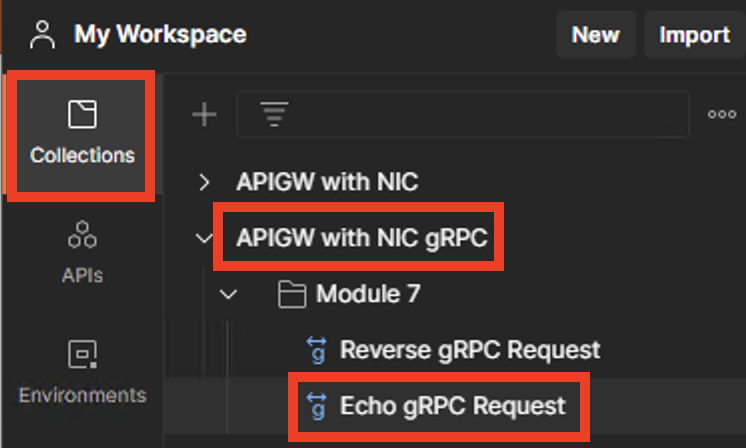 My Workspace New Import
Collections
APIGW with NIC
APIGW with NIC gRPC
APIs
Module 7
Reverse gRPC Request
Environments
Echo gRPC Request